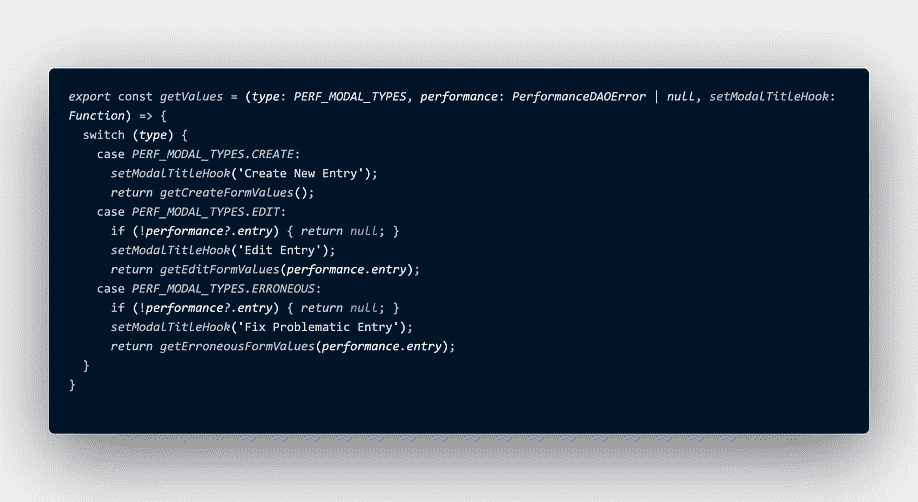 export const getValues = (type: PERF_MODAL_TYPES, performance: PerformanceDAOError | null, setModalTitleHook:
Function) => {
switch (type) {
case PERF_MODAL_TYPES.CREATE:
setModalTitleHook('Create New Entry');
return getCreateFormValues();
case PERF_MODAL_TYPES.EDIT:
if (!performance?.entry) { return null; }
setModalTitleHook('Edit Entry');
return getEditFormValues(performance.entry);
case PERF_MODAL_TYPES.ERRONEOUS:
if (!performance?.entry) { return null; }
setModalTitleHook('Fix Problematic Entry');
return getErroneousFormValues(performance.entry);
}
}